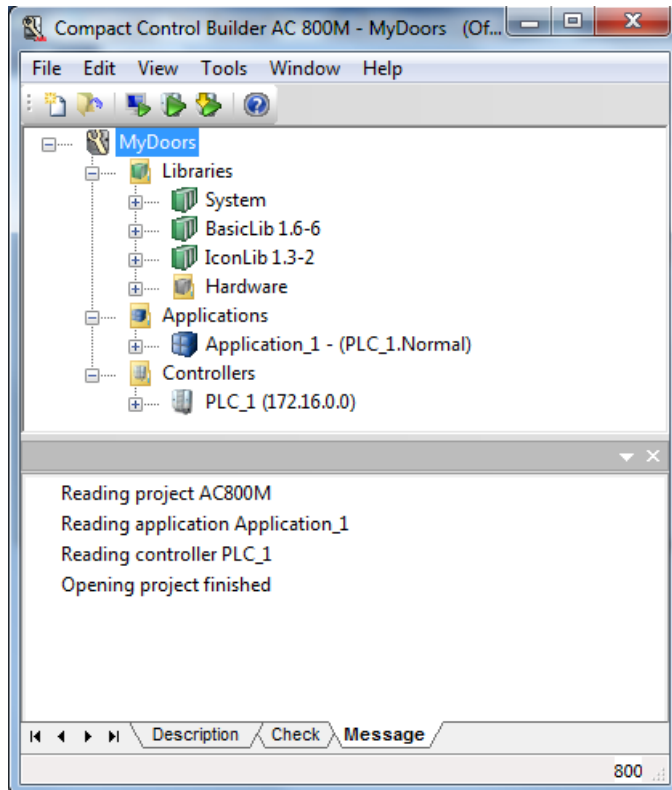 Compact Control Builder AC 800M - MyDoors (Of...
File Edit View Tools Window Help
MyDoors
Libraries
System
BasicLib 1.6-6
IconLib 1.3-2
Hardware
Applications
Application_1 - (PLC_1.Normal)
Controllers
PLC_1 (172.16.0.0)
Reading project AC800M
Reading application Application_1
Reading controller PLC_1
Opening project finished
Description Check Message
800